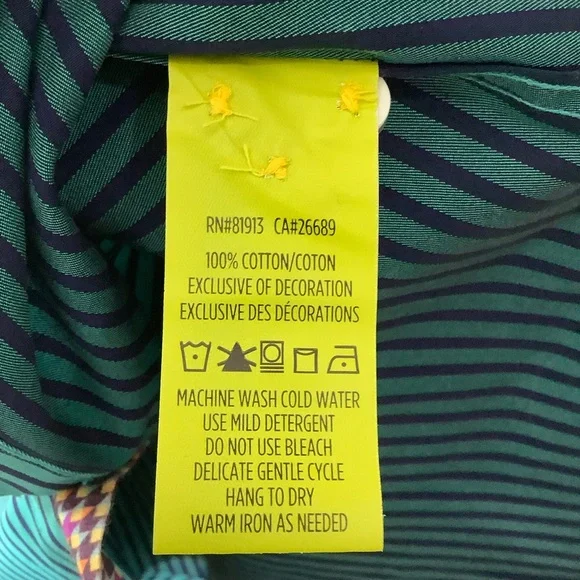 RN#81913 CA#26689
100% COTTON/COTON
EXCLUSIVE OF DECORATION
EXCLUSIVE DES DÉCORATIONS
MACHINE WASH COLD WATER
USE MILD DETERGENT
DO NOT USE BLEACH
DELICATE GENTLE CYCLE
HANG TO DRY
WARM IRON AS NEEDED